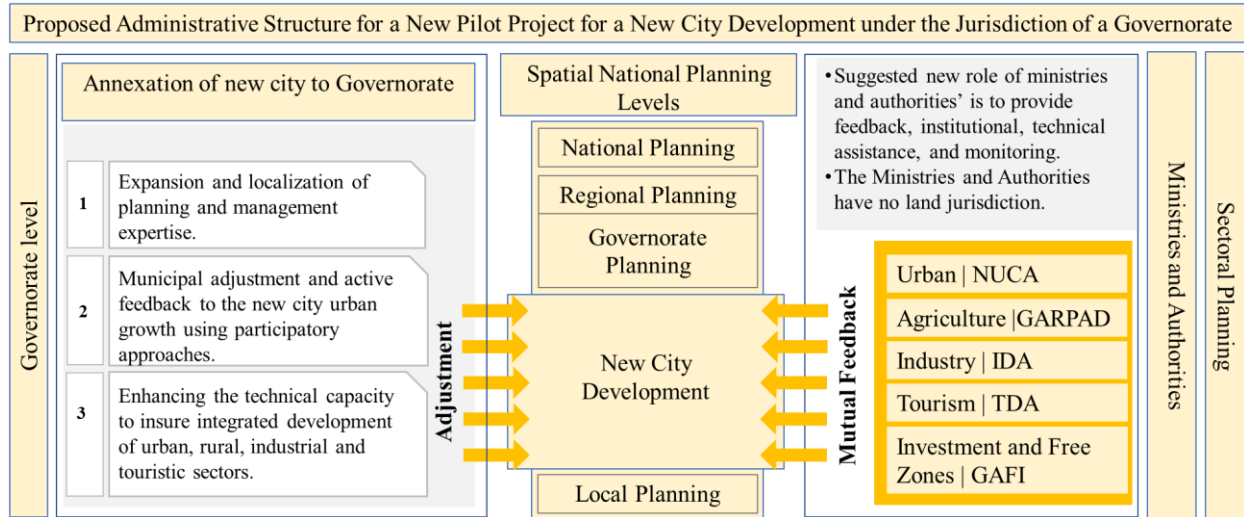 Proposed Administrative Structure for a New Pilot Project for a New City Development under the Jurisdiction of a Governorate
Governorate level
Annexation of new city to Governorate
1
Expansion and localization of
planning and management
expertise.
2
Municipal adjustment and active
feedback to the new city urban
growth using participatory
approaches.
3
Enhancing the technical capacity
to insure integrated development
of urban, rural, industrial and
touristic sectors.
Adjustment
Spatial National Planning
Levels
National Planning
Regional Planning
Governorate
Planning
New City
Development
Local Planning
•Suggested new role of ministries
and authorities’ is to provide
feedback, institutional, technical
assistance, and monitoring.
•The Ministries and Authorities
have no land jurisdiction.
Mutual Feedback
Urban | NUCA
Agriculture |GARPAD
Industry | IDA
Tourism | TDA
Investment and Free
Zones | GAFI
Ministries and Authorities
Sectoral Planning